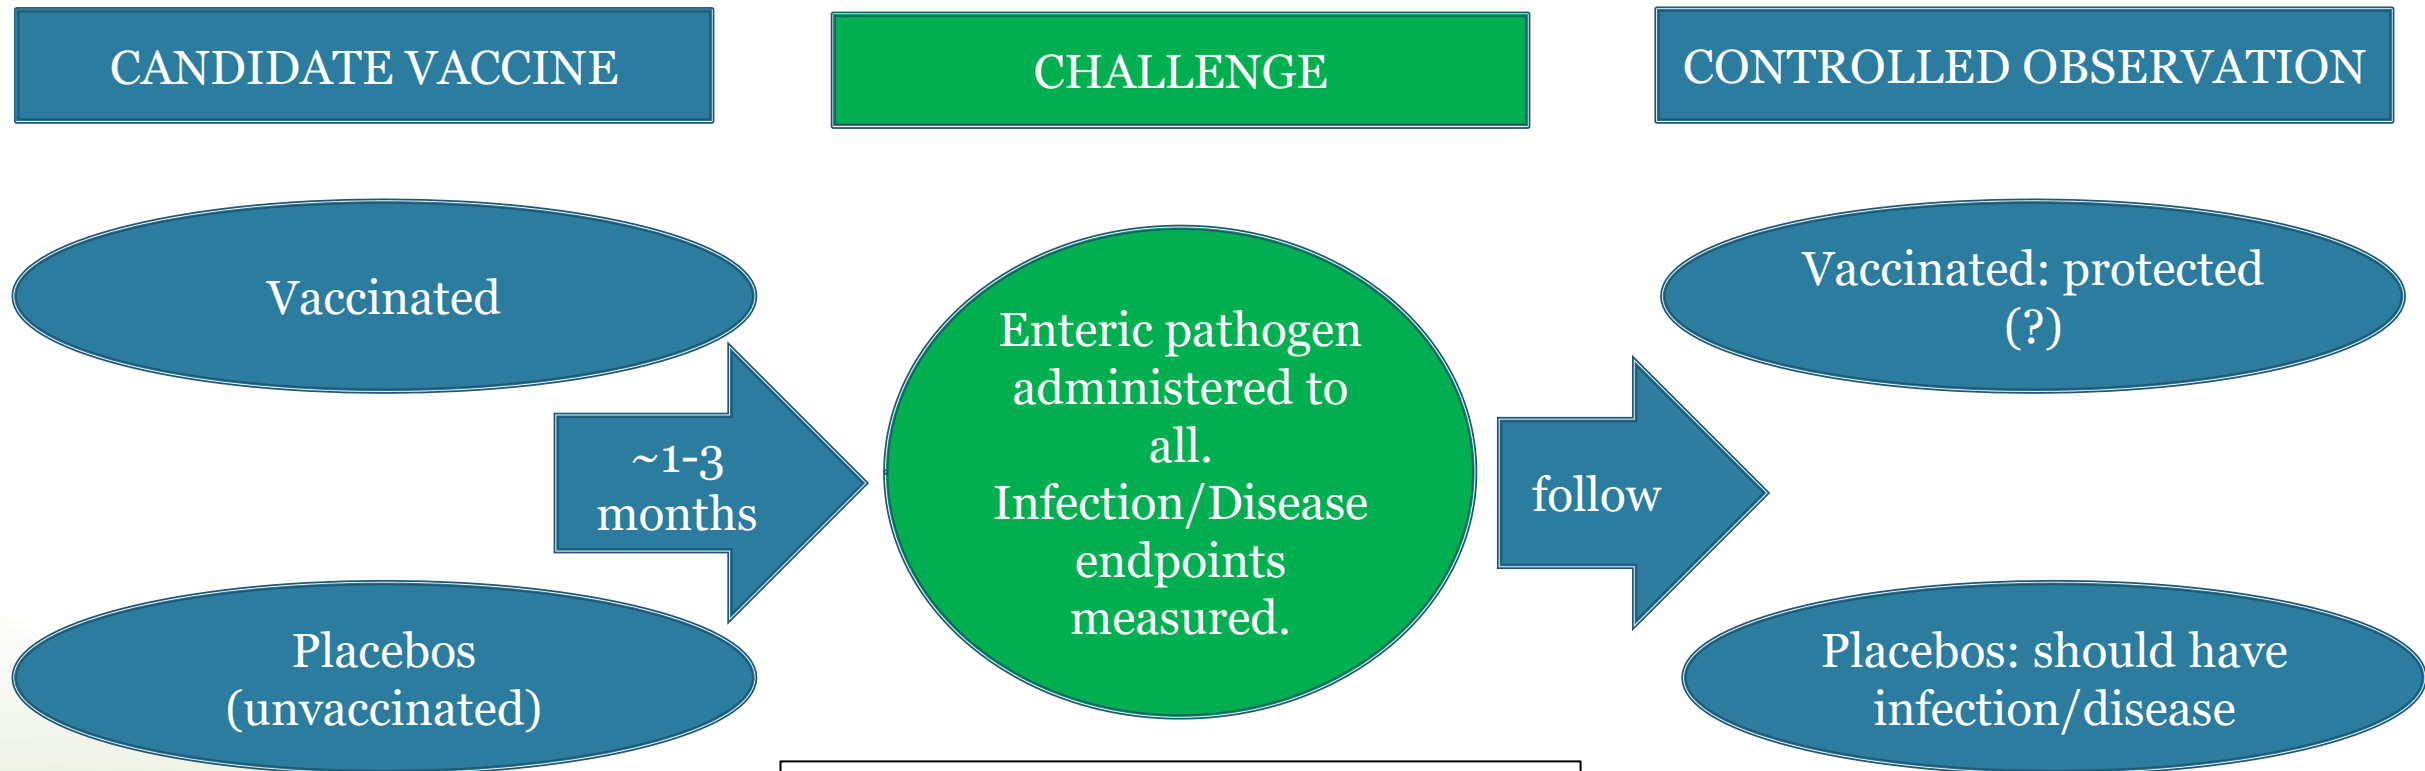 CANDIDATE VACCINE
CHALLENGE
CONTROLLED OBSERVATION
Vaccinated
~1-3
months
Placebos
(unvaccinated)
Enteric pathogen
administered to
all.
Infection/Disease
endpoints
measured.
follow
Vaccinated: protected
(?)
Placebos: should have
infection/disease